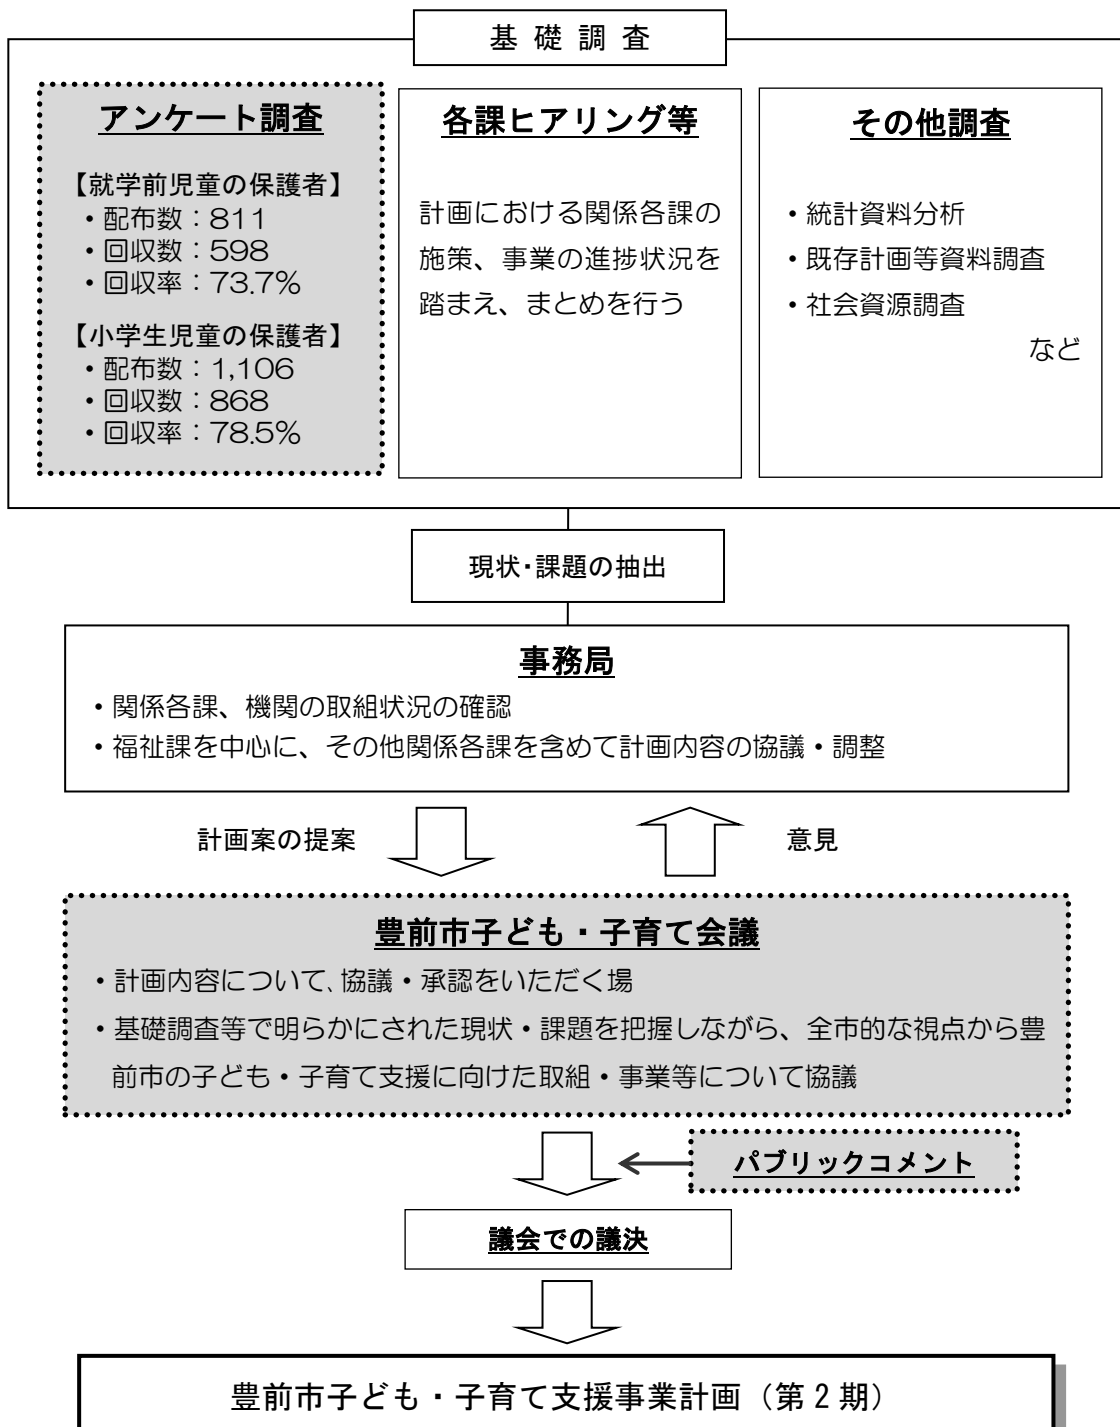 基礎調査
アンケート調査
【就学前児童の保護者】
・配布数：811
・回収数：598
・回収率：73.7%
【小学生児童の保護者】
・配布数：1,106
・回収数：868
・回収率：78.5%
各課ヒアリング等
計画における関係各課の
施策、事業の進捗状況を
踏まえ、まとめを行う
その他調査
・統計資料分析
・既存計画等資料調査
・社会資源調査
など
現状・課題の抽出
事務局
・関係各課、機関の取組状況の確認
・福祉課を中心に、その他関係各課を含めて計画内容の協議・調整
計画案の提案
意見
豊前市子ども・子育て会議
・計画内容について、協議・承認をいただく場
・基礎調査等で明らかにされた現状・課題を把握しながら、全市的な視点から豊
前市の子ども・子育て支援に向けた取組・事業等について協議
パブリックコメント
議会での議決
豊前市子ども・子育て支援事業計画（第２期）